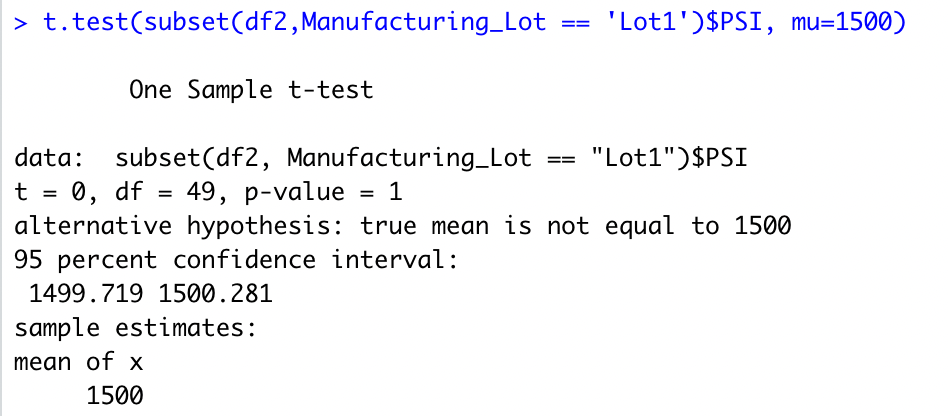 > t.test(subset(df2,Manufacturing_Lot == 'Lot1')$PSI, mu=1500)
One Sample t-test
data:  subset(df2, Manufacturing_Lot == "Lot1")$PSI
t = 0, df = 49, p-value = 1
alternative hypothesis: true mean is not equal to 1500
95 percent confidence interval:
1499.719 1500.281
sample estimates:
mean of x
1500